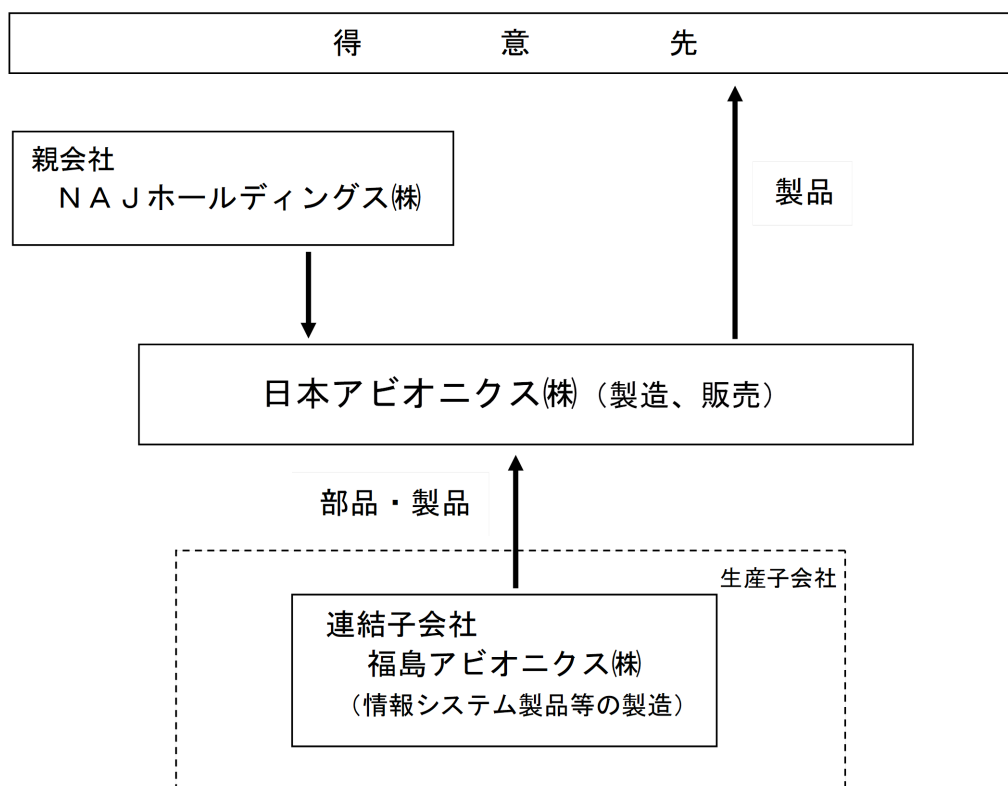 得意先
親会社
ＮＡＪホールディングス㈱
製品
日本アビオニクス㈱（製造、販売）
部品・製品
生産子会社
連結子会社
福島アビオニクス㈱
（情報システム製品等の製造）